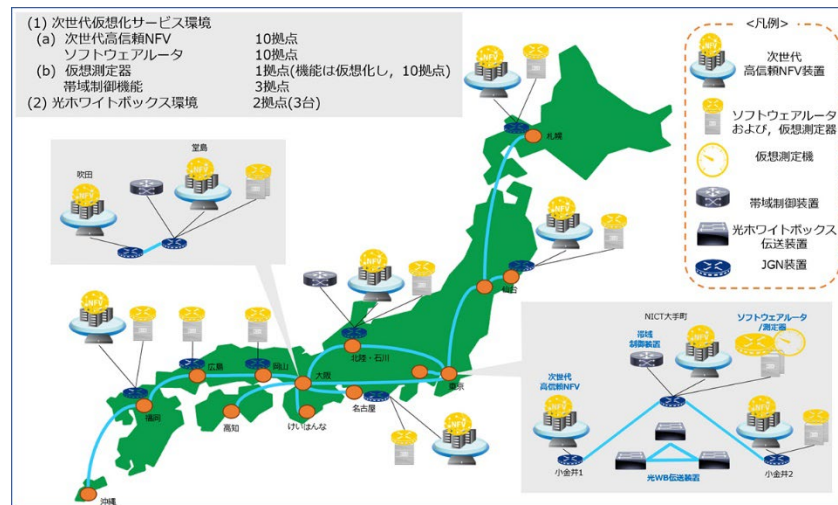 (1) 次世代仮想化サービス環境
(a) 次世代高信頼NFV 10拠点
ソフトウェアルータ 10拠点
(b) 仮想測定器 1拠点(機能は仮想化し，10拠点)
帯域制御機能 3拠点
(2) 光ホワイトボックス環境 2拠点(3台)
<凡例>
NFV
次世代
高信頼NFV装置
ソフトウェアルータ
および，仮想測定器
仮想測定機
帯域制御装置
光ホワイトボックス
伝送装置
JGN装置
札幌
堂島
NFV
吹田
NFV
NFV
NFV
仙台
NFV
北陸・石川
NFV
広島
岡山
大阪
東京
福岡
高知
けいはんな
名古屋
NFV
沖縄
NICT大手町
ソフトウェアルータ
/測定器
帯域
制御装置
NFV
次世代
高信頼NFV
NFV
NFV
小金井1
光WB伝送装置
小金井2